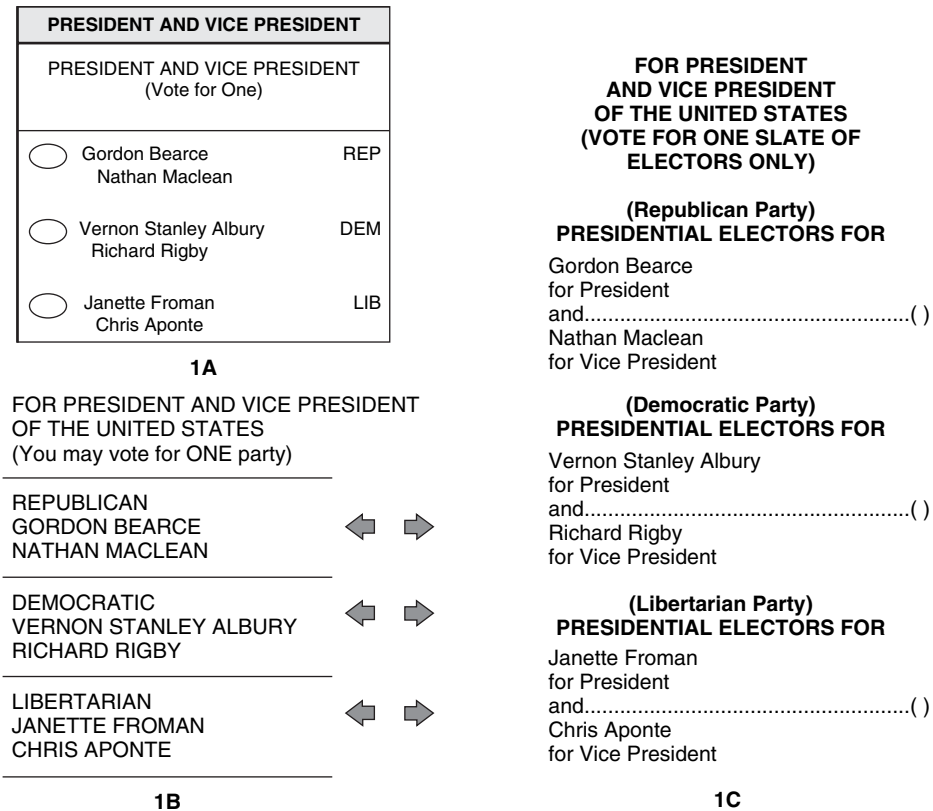 PRESIDENT AND VICE PRESIDENT
PRESIDENT AND VICE PRESIDENT
(Vote for One)
Gordon Bearce REP
Nathan Maclean
Vernon Stanley Albury DEM
Richard Rigby
Janette Froman LIB
Chris Aponte
1A
FOR PRESIDENT AND VICE PRESIDENT
OF THE UNITED STATES
(You may vote for ONE party)
REPUBLICAN
GORDON BEARCE
NATHAN MACLEAN
DEMOCRATIC
VERNON STANLEY ALBURY
RICHARD RIGBY
LIBERTARIAN
JANETTE FROMAN
CHRIS APONTE
1B
FOR PRESIDENT
AND VICE PRESIDENT
OF THE UNITED STATES
(VOTE FOR ONE SLATE OF
ELECTORS ONLY)
(Republican Party)
PRESIDENTIAL ELECTORS FOR
Gordon Bearce
for President
and........................................................( )
Nathan Maclean
for Vice President
(Democratic Party)
PRESIDENTIAL ELECTORS FOR
Vernon Stanley Albury
for President
and........................................................( )
Richard Rigby
for Vice President
(Libertarian Party)
PRESIDENTIAL ELECTORS FOR
Janette Froman
for President
and........................................................( )
Chris Aponte
for Vice President
1C